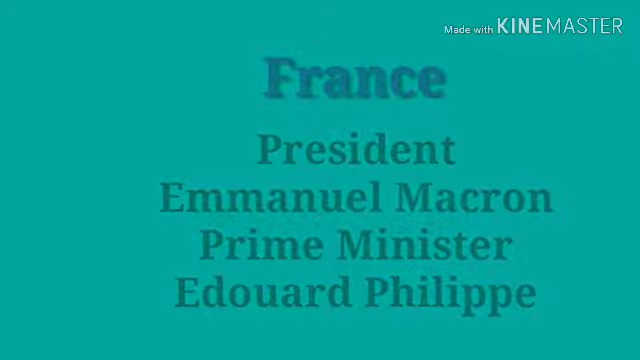 Made with KINEMASTER
France
President
Emmanuel Macron
Prime Minister
Edouard Philippe